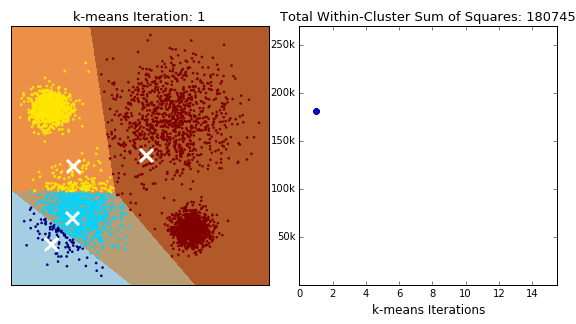 k-means Iteration: 1
Total Within-Cluster Sum of Squares: 180745
250k
200k
150k
100k
50k
0 2 4 6 8 10 12 14
k-means Iterations